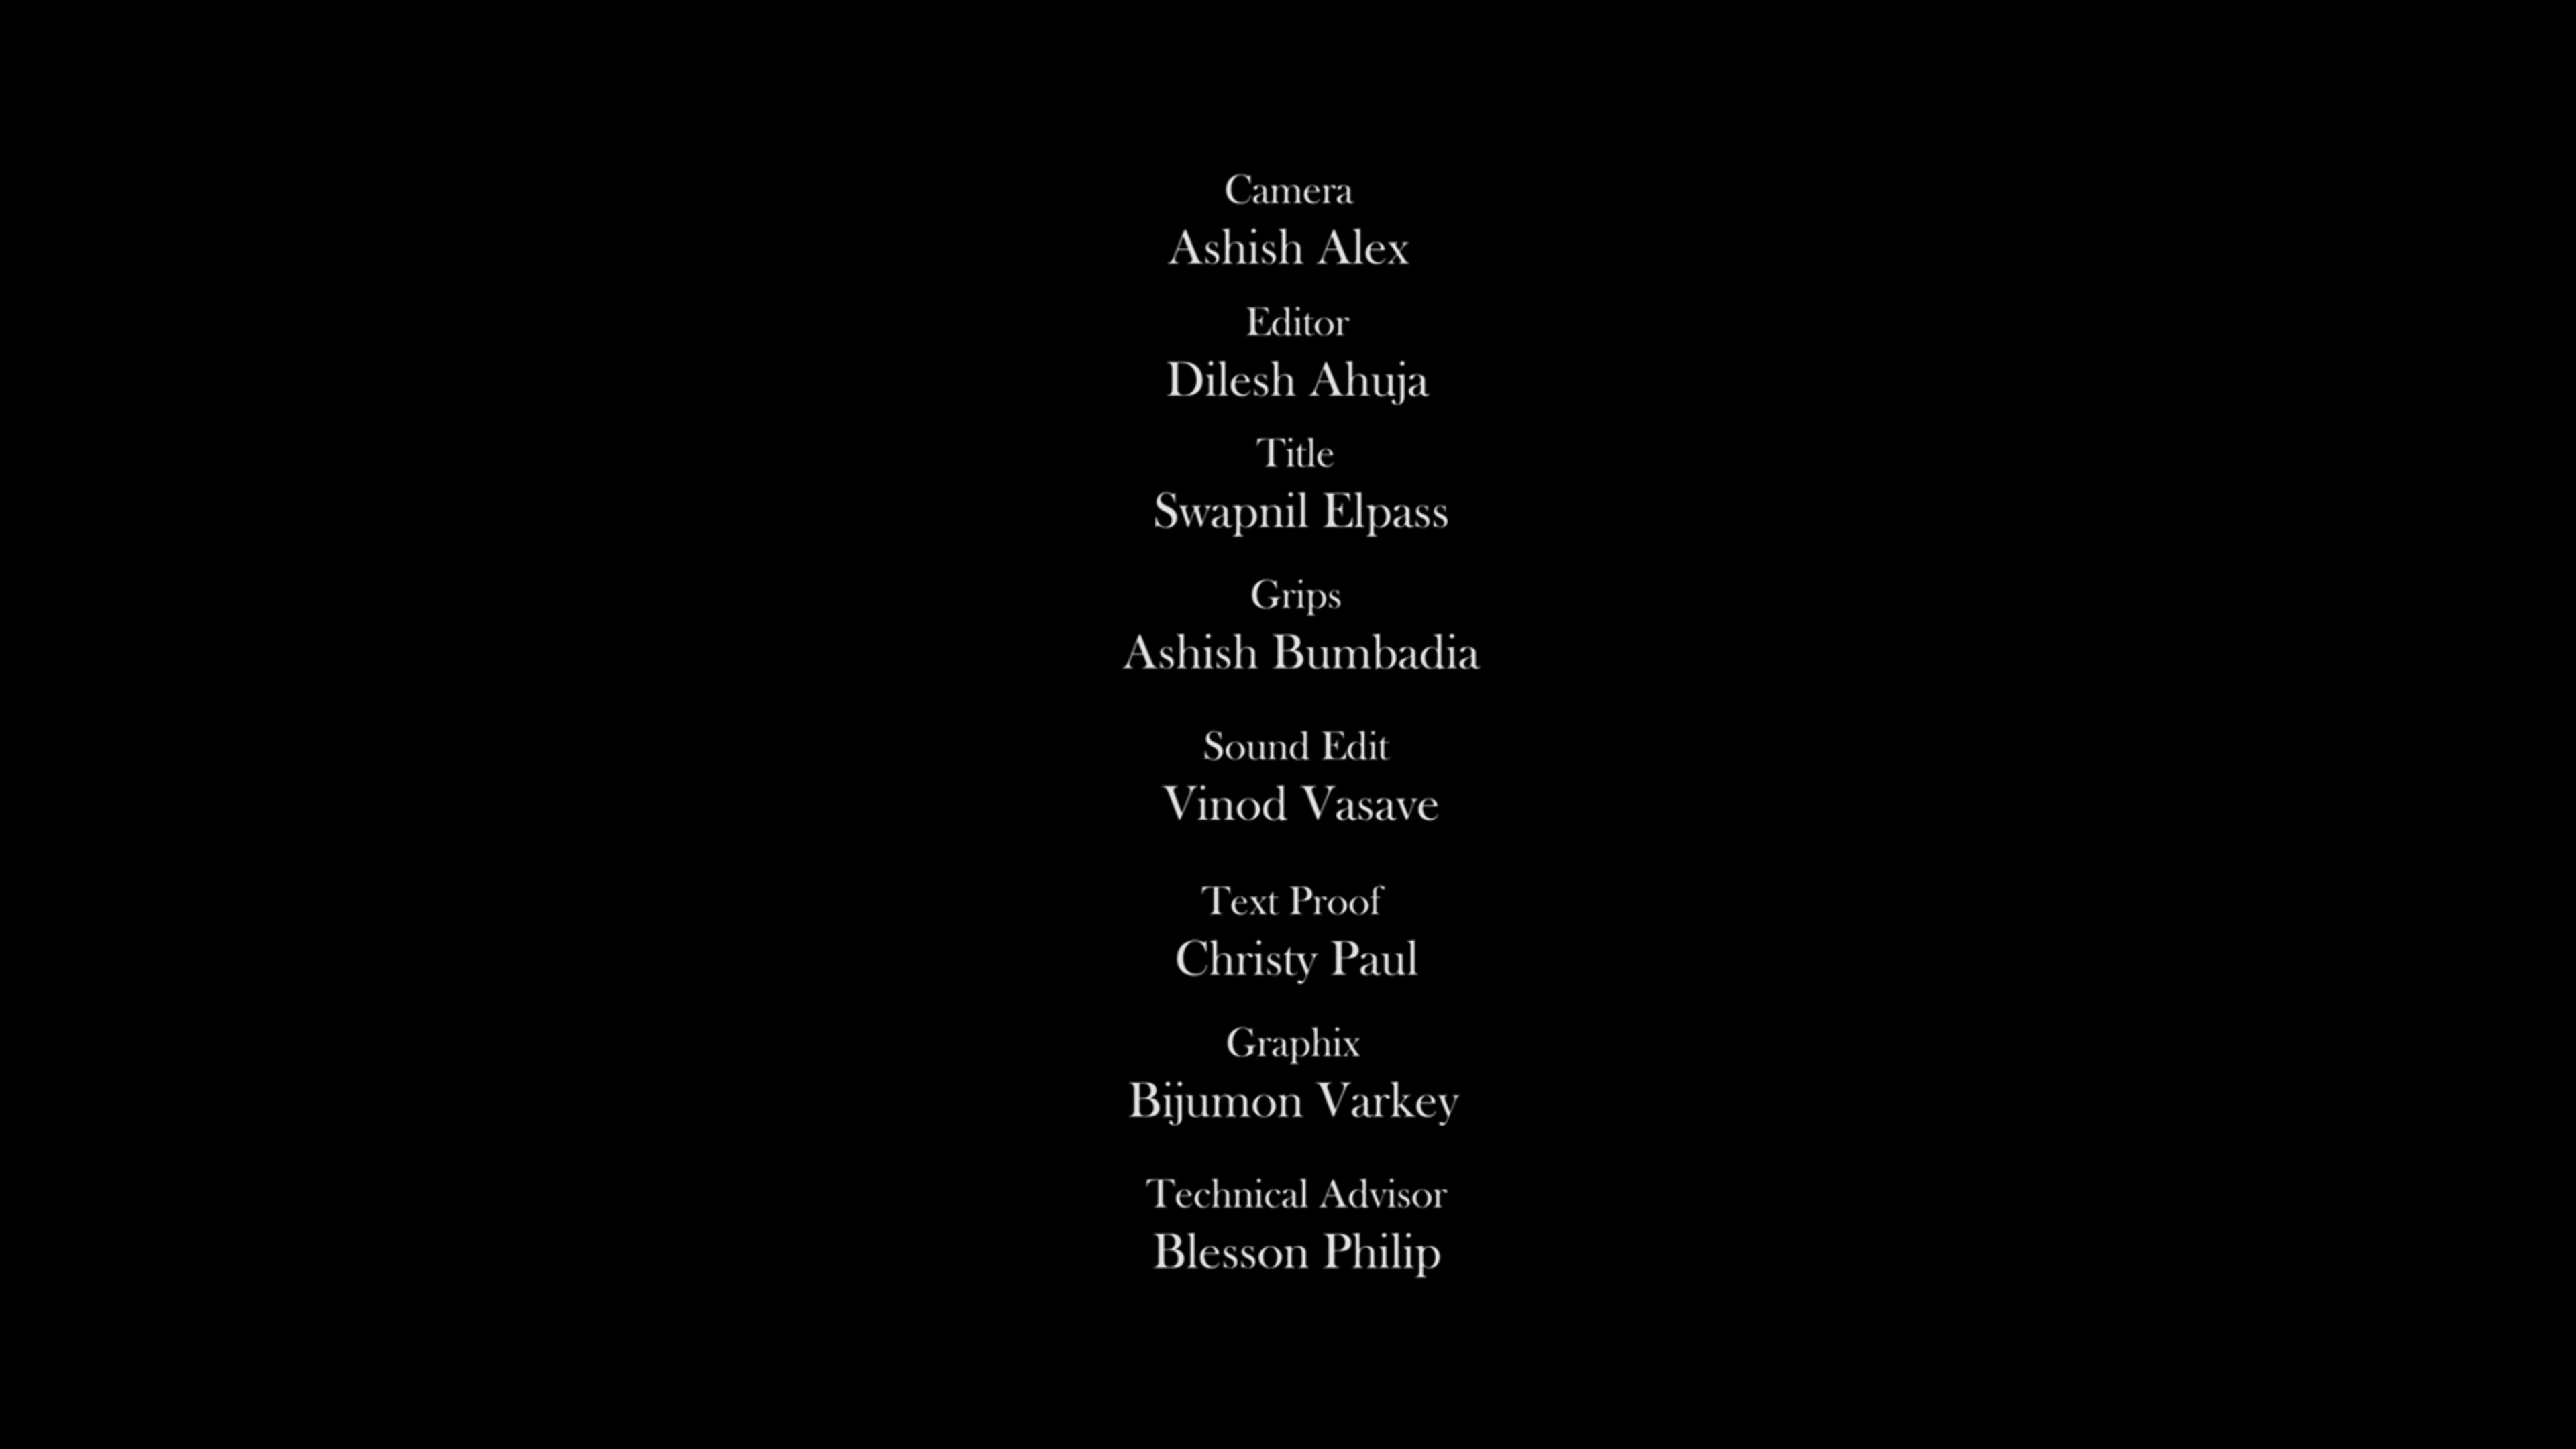 Camera
Ashish Alex
Editor
Dilesh Ahuja
Title
Swapnil Elpass
Grips
Ashish Bumbadia
Sound Edit
Vinod Vasave
Text Proof
Christy Paul
Graphix
Bijumon Varkey
Technical Advisor
Blesson Philip